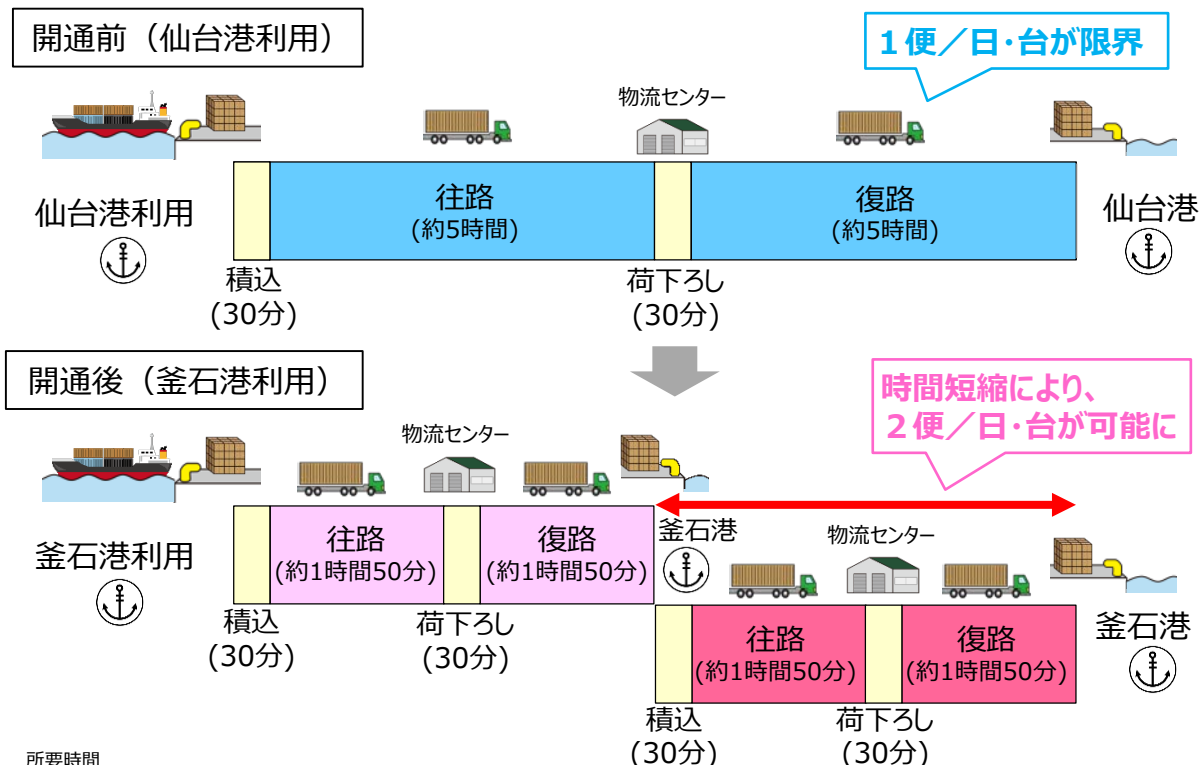 開通前（仙台港利用）
１便／日･台が限界
物流センター
仙台港利用
往路
(約5時間)
復路
(約5時間)
仙台港
積込
(30分)
荷下ろし
(30分)
開通後（釜石港利用）
時間短縮により、
２便／日･台が可能に
物流センター
釜石港利用
往路
(約1時間50分)
復路
(約1時間50分)
釜石港
物流センター
積込
(30分)
荷下ろし
(30分)
往路
(約1時間50分)
復路
(約1時間50分)
釜石港
積込
(30分)
荷下ろし
(30分)
所要時間